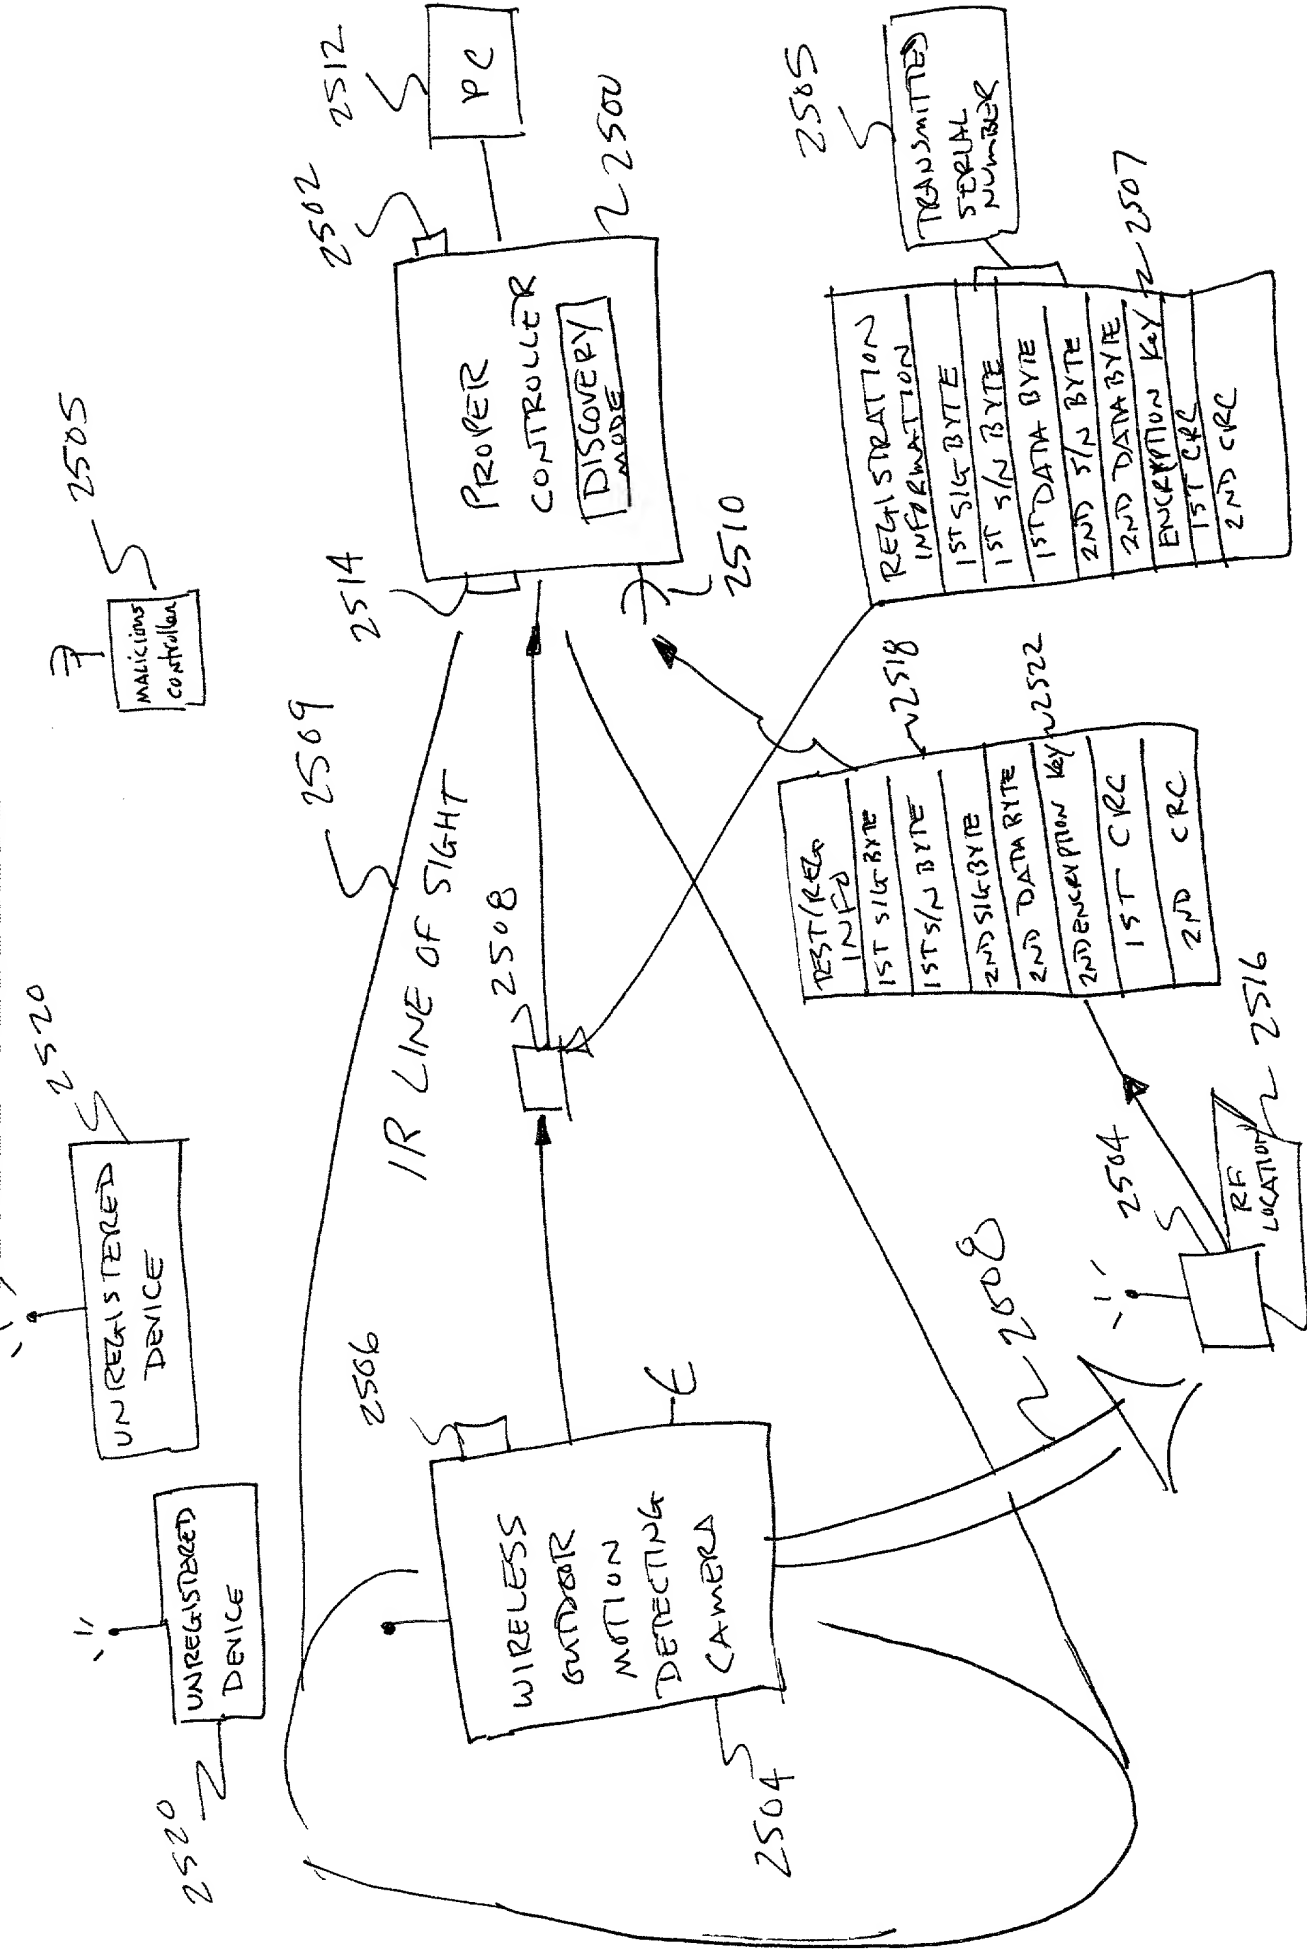 2520
UNREGISTERED
DEVICE
UNREGISTERED
DEVICE
2520
2505
MALICIOUS
CONTROLLER
2509
IR LINE OF SIGHT
2514
2502
2512
PC
PROPER
CONTROLLER
DISCOVERY
MODE
2500
2510
2506
2508
WIRELESS
OUTDOOR
MOTION
DETECTING
CAMERA
2504
2508
2504
RF
LOCATION
2516
TEST/REG
INFO
1ST SIG BYTE
1ST S/N BYTE
2ND SIG BYTE
2ND DATA BYTE
2ND ENCRYPTION KEY
1ST CRC
2ND CRC
2518
2522
REGISTRATION
INFORMATION
1ST SIG BYTE
1ST S/N BYTE
1ST DATA BYTE
2ND S/N BYTE
2ND DATA BYTE
ENCRYPTION KEY
1ST CRC
2ND CRC
2507
2505
TRANSMITTED
SERIAL
NUMBER